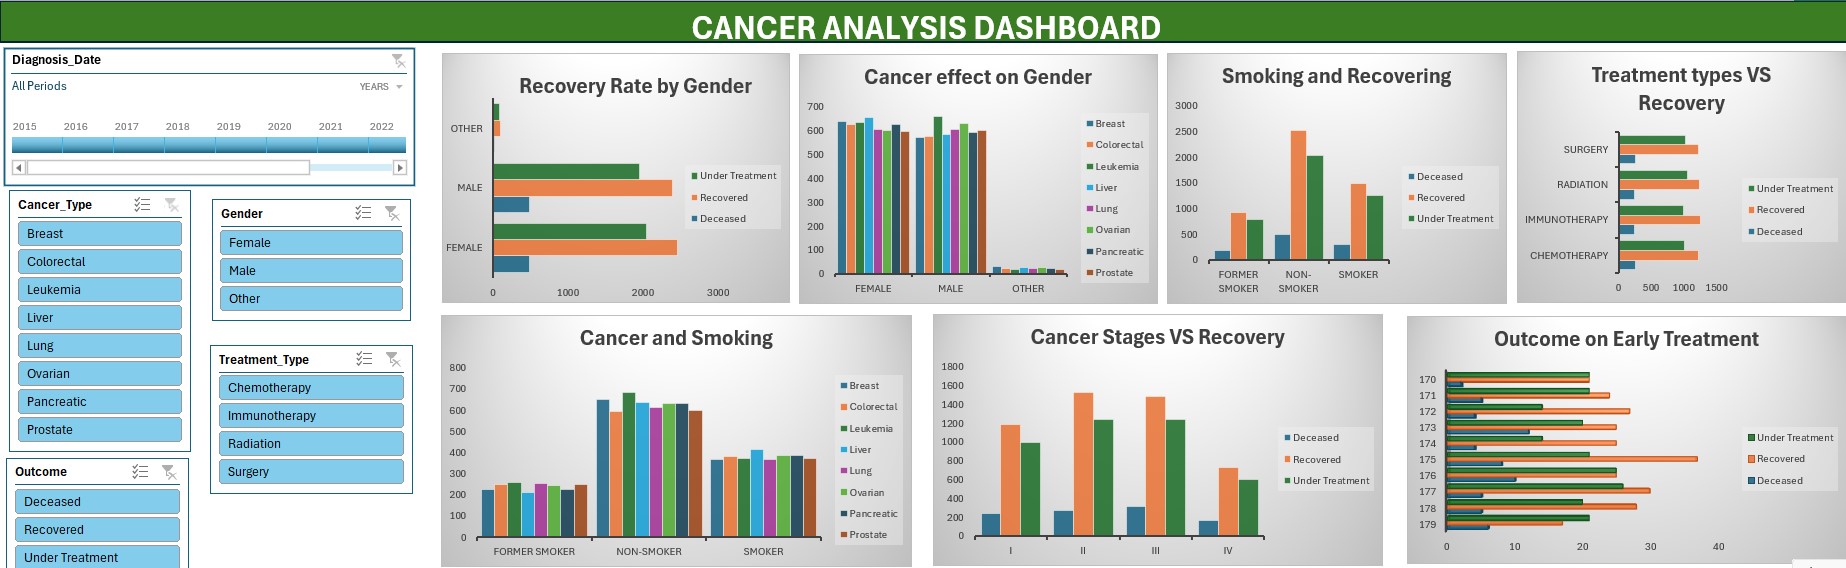 CANCER ANALYSIS DASHBOARD
Diagnosis_Date
All Periods
YEARS
2015 2016 2017 2018 2019 2020 2021 2022
Cancer_Type
Breast
Colorectal
Leukemia
Liver
Lung
Ovarian
Pancreatic
Prostate
Gender
Female
Male
Other
Treatment_Type
Chemotherapy
Immunotherapy
Radiation
Surgery
Outcome
Deceased
Recovered
Under Treatment
Recovery Rate by Gender
OTHER
MALE
FEMALE
0 1000 2000 3000
Under Treatment
Recovered
Deceased
Cancer effect on Gender
700
600
500
400
300
200
100
0
FEMALE MALE OTHER
Breast
Colorectal
Leukemia
Liver
Lung
Ovarian
Pancreatic
Prostate
Smoking and Recovering
3000
2500
2000
1500
1000
500
0
FORMER
SMOKER
NON-
SMOKER
SMOKER
Deceased
Recovered
Under Treatment
Treatment types VS
Recovery
SURGERY
RADIATION
IMMUNOTHERAPY
CHEMOTHERAPY
0 500 1000 1500
Under Treatment
Recovered
Deceased
Cancer and Smoking
800
700
600
500
400
300
200
100
0
FORMER SMOKER NON-SMOKER SMOKER
Breast
Colorectal
Leukemia
Liver
Lung
Ovarian
Pancreatic
Prostate
Cancer Stages VS Recovery
1800
1600
1400
1200
1000
800
600
400
200
0
I II III IV
Deceased
Recovered
Under Treatment
Outcome on Early Treatment
170
171
172
173
174
175
176
177
178
179
0 10 20 30 40
Under Treatment
Recovered
Deceased